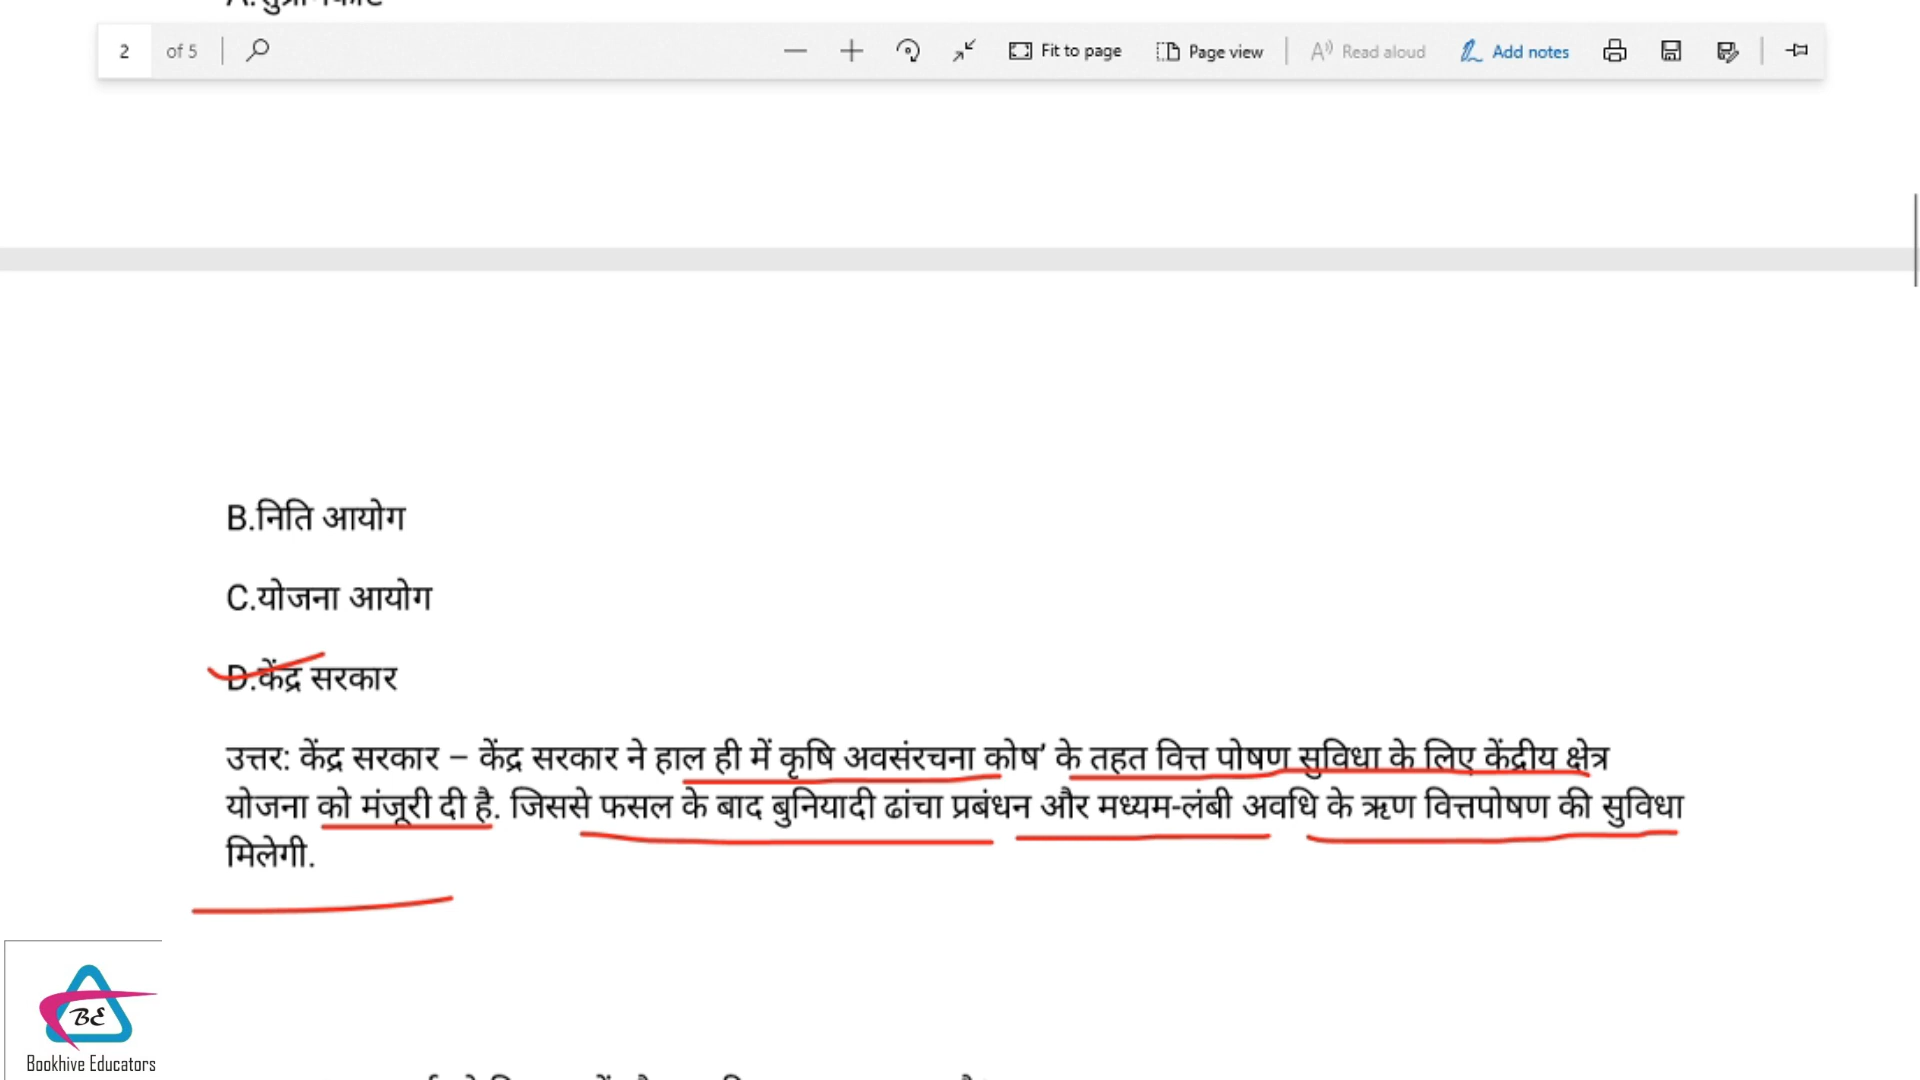 A.सुप्रीमकोर्ट
2 of 5 Fit to page Page view Read aloud Add notes
B.निति आयोग
C.योजना आयोग
D.केंद्र सरकार
उत्तर: केंद्र सरकार – केंद्र सरकार ने हाल ही में कृषि अवसंरचना कोष’ के तहत वित्त पोषण सुविधा के लिए केंद्रीय क्षेत्र
योजना को मंजूरी दी है. जिससे फसल के बाद बुनियादी ढांचा प्रबंधन और मध्यम-लंबी अवधि के ऋण वित्तपोषण की सुविधा
मिलेगी.
BE
Bookhive Educators